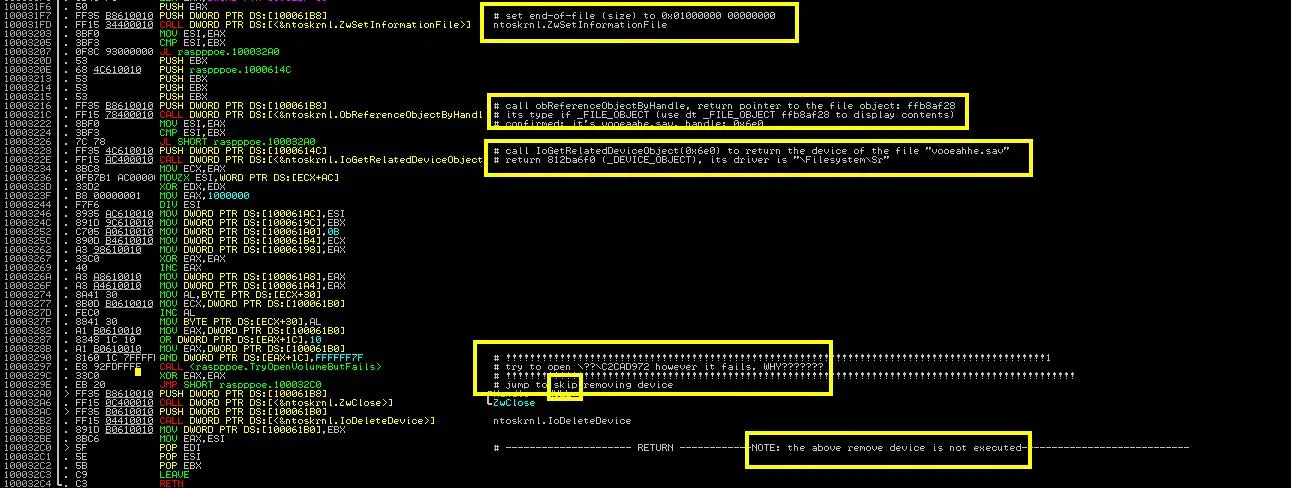 100031F6 . 50 PUSH EAX
100031F7 . FF35 B8610010 PUSH DWORD PTR DS:[100061B8] # set end-of-file (size) to 0x01000000 00000000
100031FD . FF15 34400010 CALL DWORD PTR DS:[<&ntoskrnl.ZwSetInformationFile>] ntoskrnl.ZwSetInformationFile
10003203 . 8BF0 MOV ESI,EAX
10003205 . 3BF3 CMP ESI,EBX
10003207 . 0F8C 93000000 JL raspppoe.100032A0
1000320D . 53 PUSH EBX
1000320E . 68 4C610010 PUSH raspppoe.1000614C
10003213 . 53 PUSH EBX
10003214 . 53 PUSH EBX
10003215 . 53 PUSH EBX
10003216 . FF35 B8610010 PUSH DWORD PTR DS:[100061B8] # call obReferenceObjectByHandle, return pointer to the file object: ffb8af28
1000321C . FF15 78400010 CALL DWORD PTR DS:[<&ntoskrnl.ObReferenceObjectByHandl # its type if _FILE_OBJECT (use dt _FILE_OBJECT ffb8af28 to display contents)
10003222 . 8BF0 MOV ESI,EAX # confirmed: it's vooeahhe.sav, handle: 0x6e0
10003224 . 3BF3 CMP ESI,EBX
10003226 . 7C 78 JL SHORT raspppoe.100032A0
10003228 . FF35 4C610010 PUSH DWORD PTR DS:[1000614C] # call IoGetRelatedDeviceObject(0x6e0) to return the device of the file "vooeahhe.sav"
1000322E . FF15 AC400010 CALL DWORD PTR DS:[<&ntoskrnl.IoGetRelatedDeviceObject # return 812ba6f0 (_DEVICE_OBJECT), its driver is "\Filesystem\Sr"
10003234 . 8BC8 MOV ECX,EAX
10003236 . 0FB7B1 AC0000 MOVZX ESI,WORD PTR DS:[ECX+AC]
1000323D . 33D2 XOR EDX,EDX
1000323F . B8 00000001 MOV EAX,1000000
10003244 . F7F6 DIV ESI
10003246 . 8935 AC610010 MOV DWORD PTR DS:[100061AC],ESI
1000324C . 891D 9C610010 MOV DWORD PTR DS:[1000619C],EBX
10003252 . C705 A0610010 MOV DWORD PTR DS:[100061A0],0B
1000325C . 890D B4610010 MOV DWORD PTR DS:[100061B4],ECX
10003262 . A3 98610010 MOV DWORD PTR DS:[10006198],EAX
10003267 . 33C0 XOR EAX,EAX
10003269 . 40 INC EAX
1000326A . A3 A8610010 MOV DWORD PTR DS:[100061A8],EAX
1000326F . A3 A4610010 MOV DWORD PTR DS:[100061A4],EAX
10003274 . 8A41 30 MOV AL,BYTE PTR DS:[ECX+30]
10003277 . 8B0D B0610010 MOV ECX,DWORD PTR DS:[100061B0]
1000327D . FEC0 INC AL
1000327F . 8841 30 MOV BYTE PTR DS:[ECX+30],AL
10003282 . A1 B0610010 MOV EAX,DWORD PTR DS:[100061B0]
10003287 . 8348 1C 10 OR DWORD PTR DS:[EAX+1C],10
1000328B . A1 B0610010 MOV EAX,DWORD PTR DS:[100061B0]
10003290 . 8160 1C 7FFFFF AND DWORD PTR DS:[EAX+1C],FFFFFF7F
10003297 . E8 92FDFFFF CALL <raspppoe.TryOpenVolumeButFails> # try to open \??\C2CAD972 however it fails. WHY???????
1000329C . 33C0 XOR EAX,EAX
1000329E . EB 20 JMP SHORT raspppoe.100032C0 # jump to skip removing device
100032A0 > FF35 B8610010 PUSH DWORD PTR DS:[100061B8]
100032A6 . FF15 0C400010 CALL DWORD PTR DS:[<&ntoskrnl.ZwClose>] ZwClose
100032AC > FF35 B0610010 PUSH DWORD PTR DS:[100061B0]
100032B2 . FF15 04410010 CALL DWORD PTR DS:[<&ntoskrnl.IoDeleteDevice>] ntoskrnl.IoDeleteDevice
100032B8 . 891D B0610010 MOV DWORD PTR DS:[100061B0],EBX
100032BE . 8BC6 MOV EAX,ESI
100032C0 > 5F POP EDI # ---------------------- RETURN ------------NOTE: the above remove device is not executed---------------------------
100032C1 . 5E POP ESI
100032C2 . 5B POP EBX
100032C3 . C9 LEAVE
100032C4 . C3 RETN